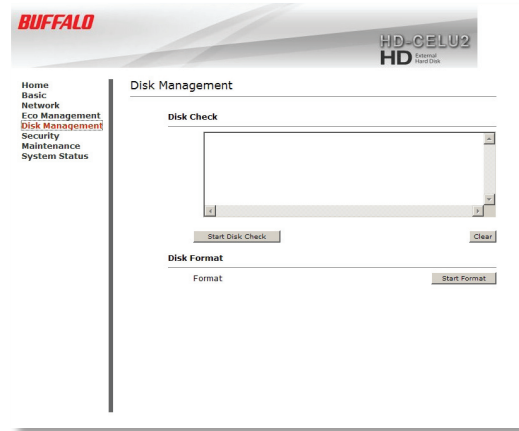 BUFFALO
HD-CELU2
HD External Hard Disk
Home
Basic
Network
Eco Management
Disk Management
Security
Maintenance
System Status
Disk Management
Disk Check
Start Disk Check
Clear
Disk Format
Format
Start Format